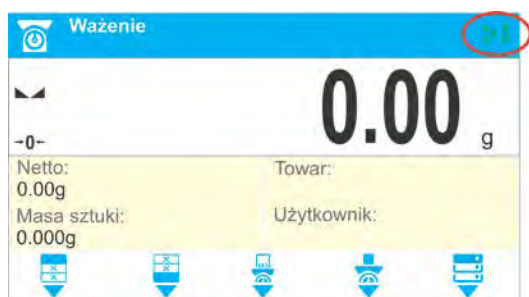 Ważenie
→0←
0.00 g
Netto:
0.00g
Towar:
Masa sztuki:
0.000g
Użytkownik: